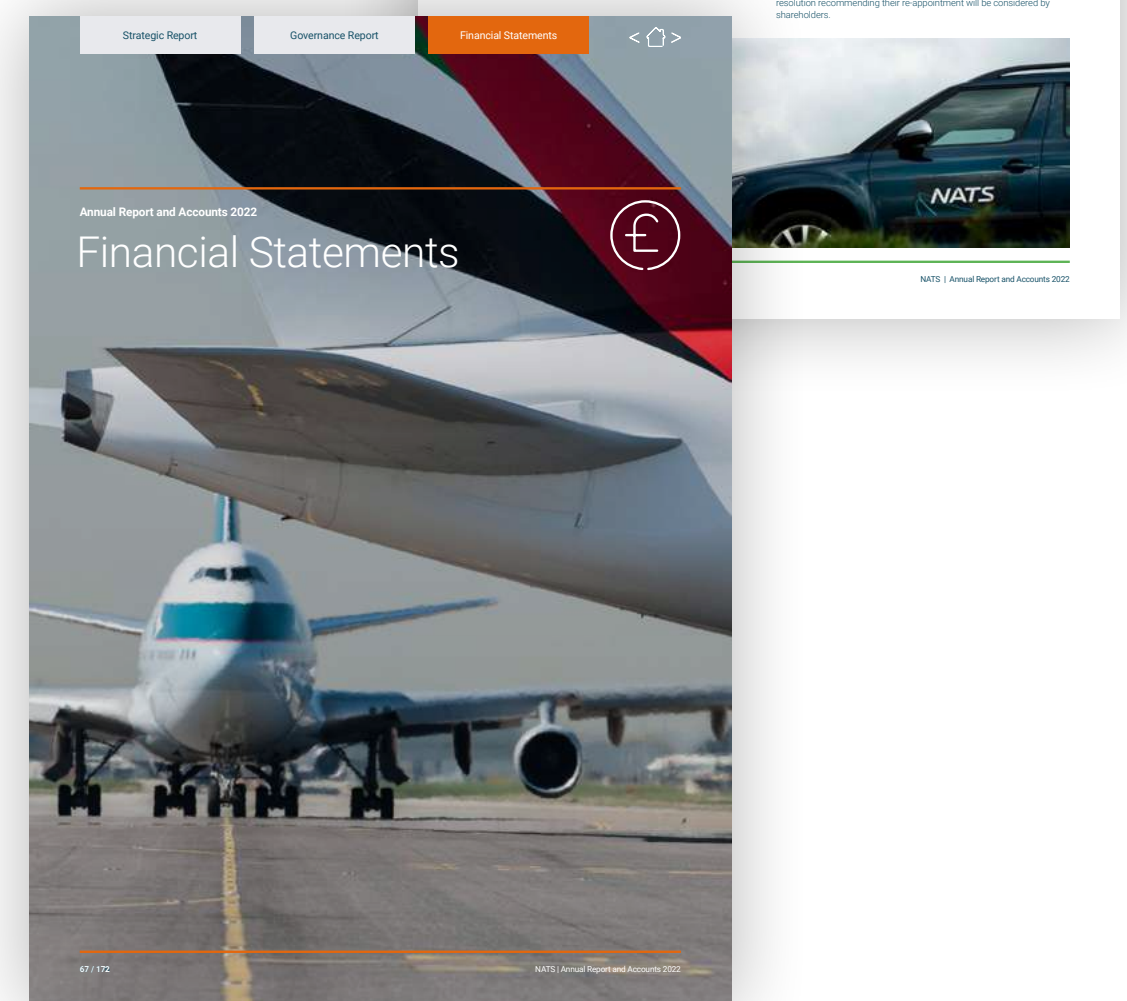 resolution recommending their re-appointment will be considered by
shareholders.
NATS
NATS | Annual Report and Accounts 2022
Strategic Report
Governance Report
Financial Statements
< >
Annual Report and Accounts 2022
Financial Statements
£
67 / 172
NATS | Annual Report and Accounts 2022